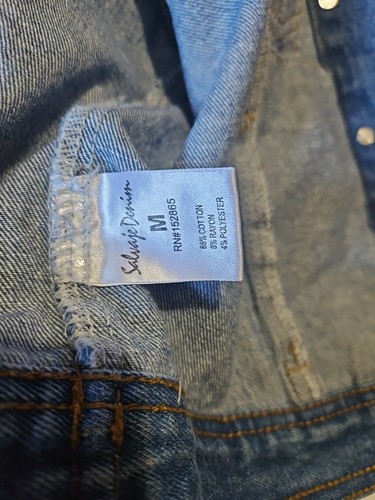 Salvaje Denim
M
RN#152865
88% COTTON
8% RAYON
4% POLYESTER